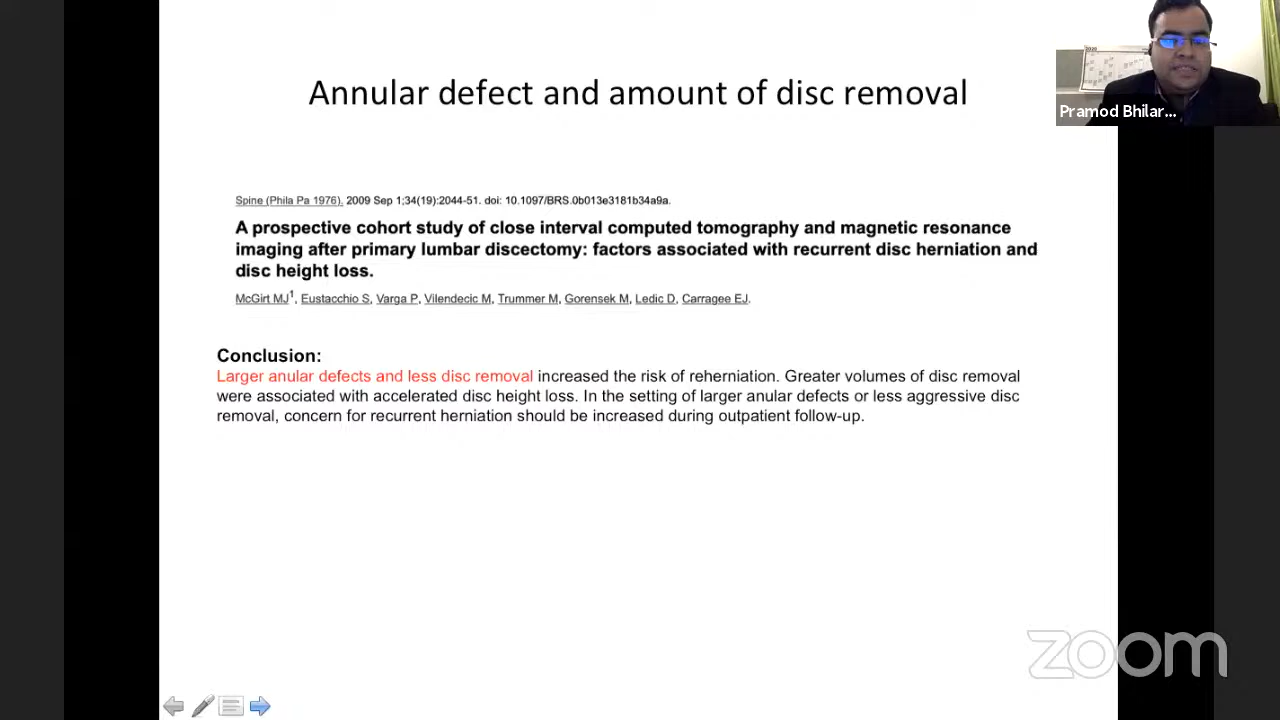 Annular defect and amount of disc removal
Pramod Bhilar...
Spine (Phila Pa 1976). 2009 Sep 1;34(19):2044-51. doi: 10.1097/BRS.0b013e3181b34a9a.
A prospective cohort study of close interval computed tomography and magnetic resonance
imaging after primary lumbar discectomy: factors associated with recurrent disc herniation and
disc height loss.
McGirt MJ1, Eustacchio S, Varga P, Vilendecic M, Trummer M, Gorensek M, Ledic D, Carragee EJ.
Conclusion:
Larger anular defects and less disc removal increased the risk of reherniation. Greater volumes of disc removal
were associated with accelerated disc height loss. In the setting of larger anular defects or less aggressive disc
removal, concern for recurrent herniation should be increased during outpatient follow-up.
zoom